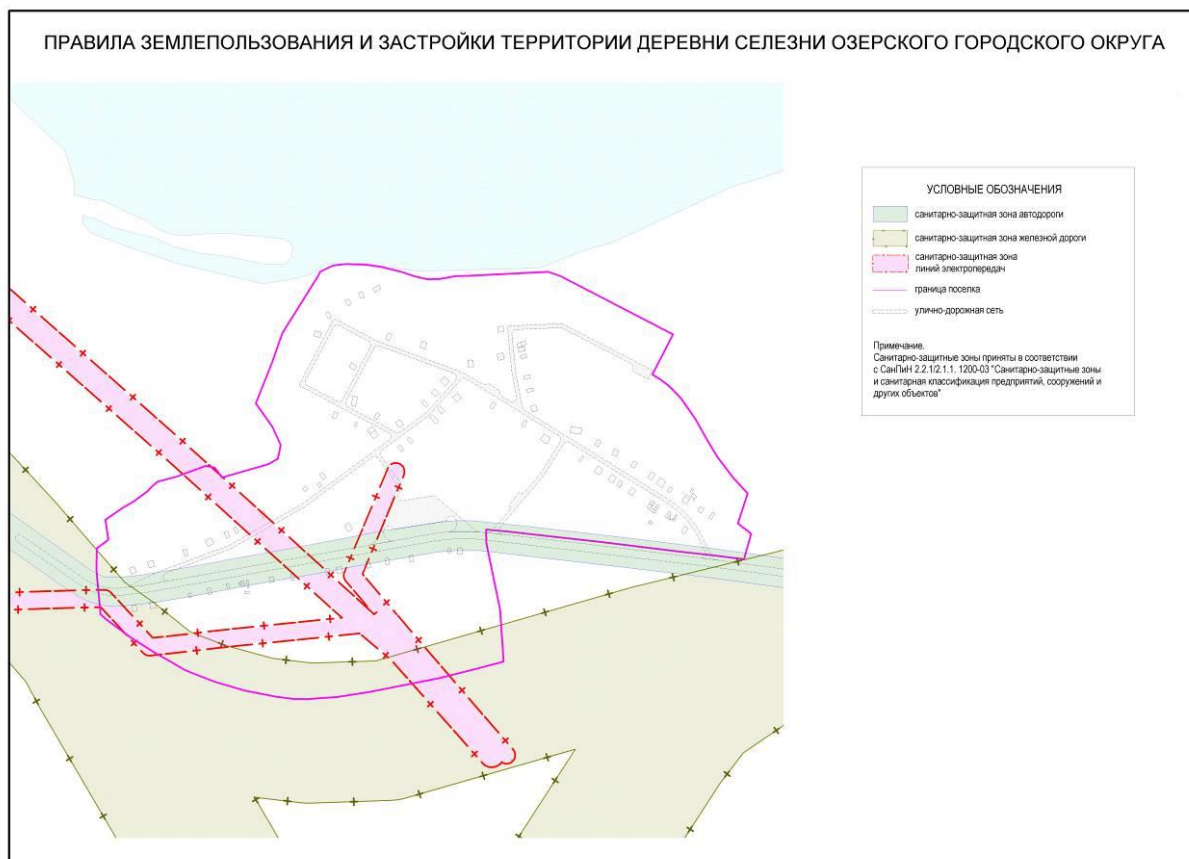 ПРАВИЛА ЗЕМЛЕПОЛЬЗОВАНИЯ И ЗАСТРОЙКИ ТЕРРИТОРИИ ДЕРЕВНИ СЕЛЕЗНИ ОЗЕРСКОГО ГОРОДСКОГО ОКРУГА
УСЛОВНЫЕ ОБОЗНАЧЕНИЯ
санитарно-защитная зона автодороги
санитарно-защитная зона железной дороги
санитарно-защитная зона
линий электропередач
граница поселка
улично-дорожная сеть
Примечание.
Санитарно-защитные зоны приняты в соответствии
с СанПиН 2.2.1/2.1.1. 1200-03 "Санитарно-защитные зоны
и санитарная классификация предприятий, сооружений и
других объектов"